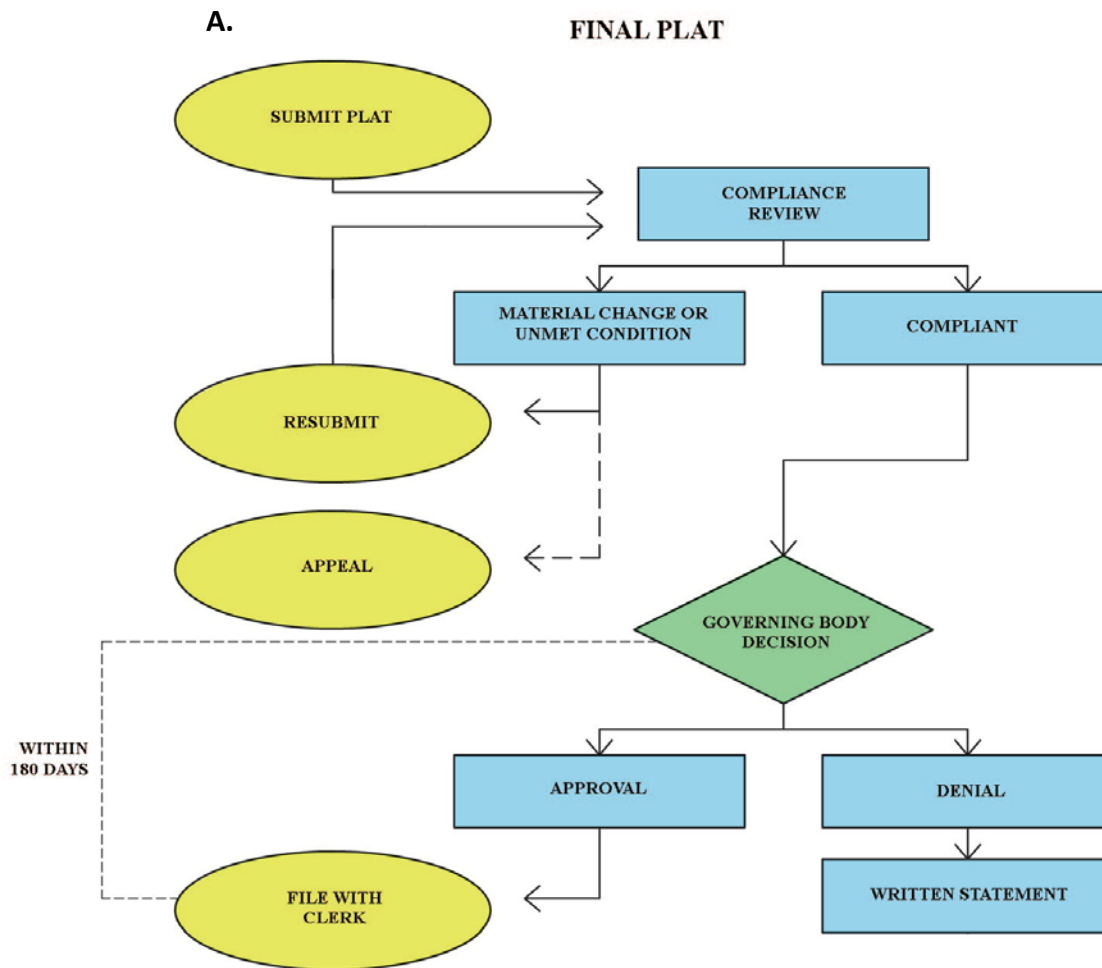 A.
FINAL PLAT
SUBMIT PLAT
COMPLIANCE
REVIEW
MATERIAL CHANGE OR
UNMET CONDITION
COMPLIANT
RESUBMIT
APPEAL
GOVERNING BODY
DECISION
WITHIN
180 DAYS
APPROVAL
DENIAL
FILE WITH
CLERK
WRITTEN STATEMENT